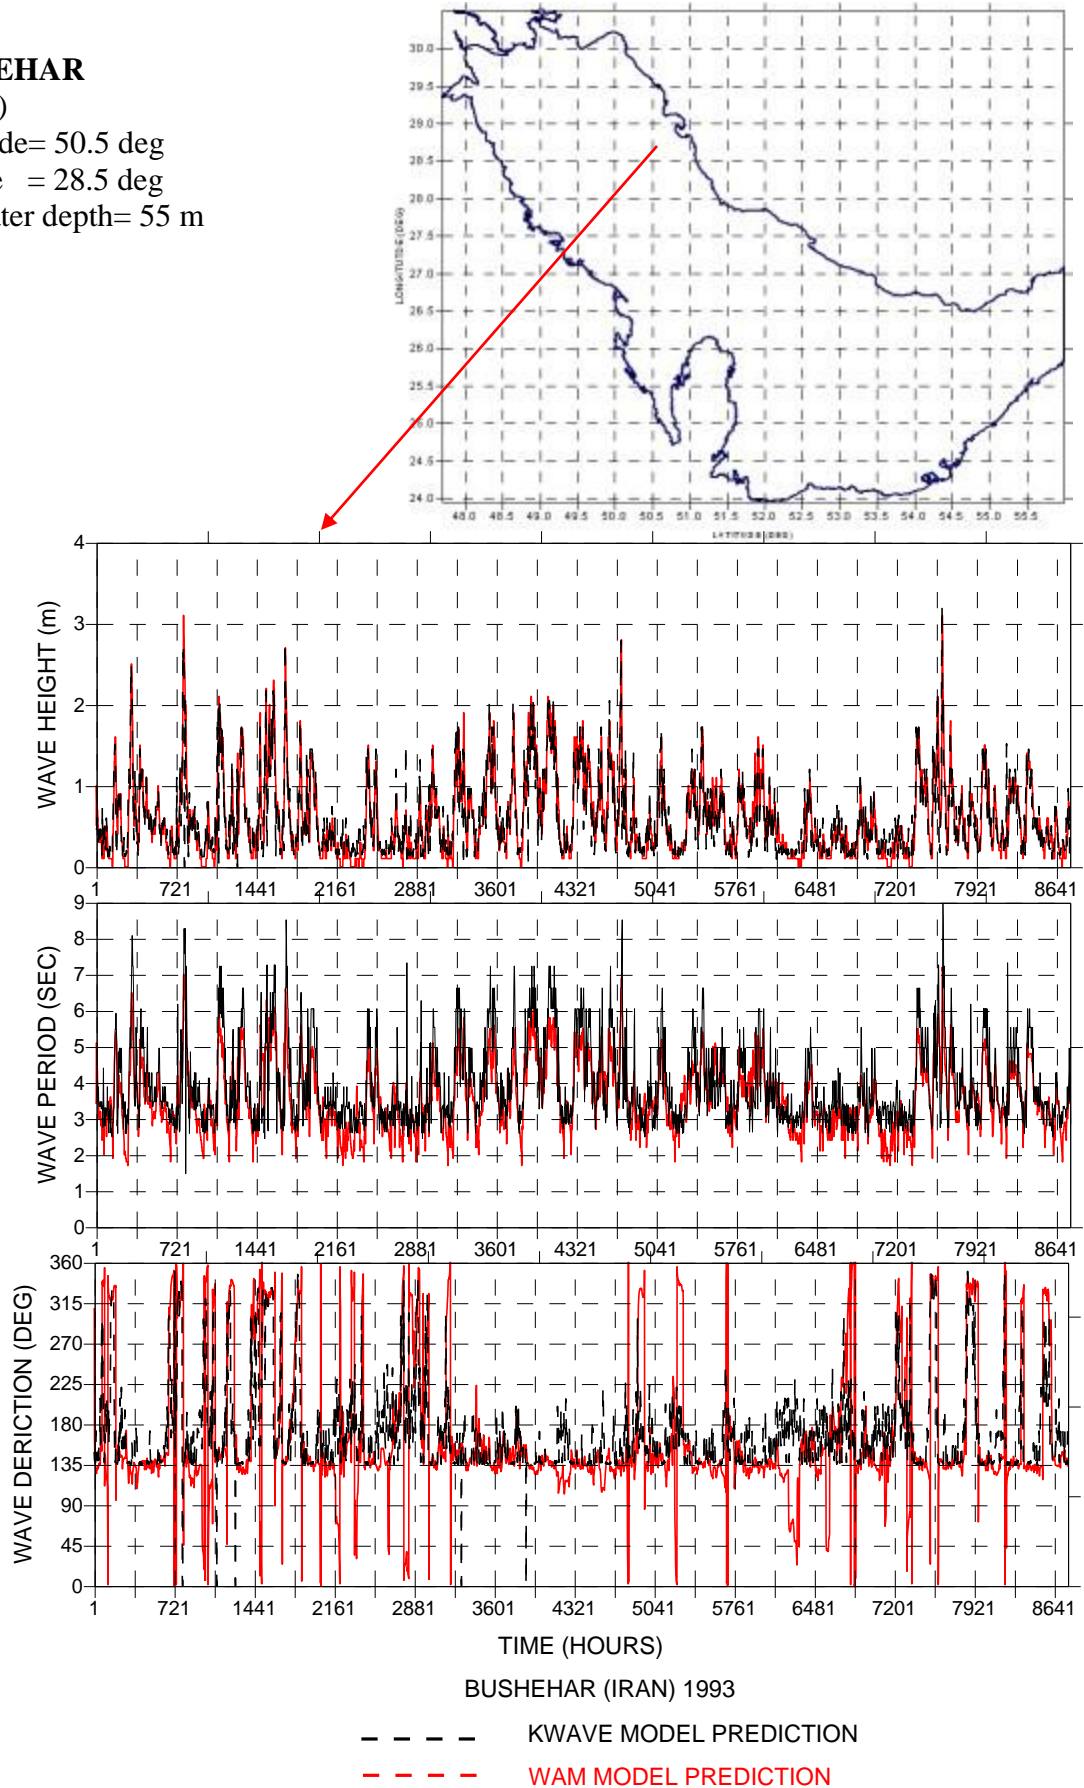 EHAR
)
de= 50.5 deg
e = 28.5 deg
ter depth= 55 m
30.0
29.5
29.0
28.5
28.0
27.5
27.0
26.5
26.0
25.5
25.0
24.5
24.0
LONGITUTDE (DEG)
48.0 48.5 49.0 49.5 50.0 50.5 51.0 51.5 52.0 52.5 53.0 53.5 54.0 54.5 55.0 55.5
LATITUDE (DEG)
WAVE HEIGHT (m)
4
3
2
1
0
1 721 1441 2161 2881 3601 4321 5041 5761 6481 7201 7921 8641
WAVE PERIOD (SEC)
9
8
7
6
5
4
3
2
1
0
1 721 1441 2161 2881 3601 4321 5041 5761 6481 7201 7921 8641
WAVE DERICTION (DEG)
360
315
270
225
180
135
90
45
0
1 721 1441 2161 2881 3601 4321 5041 5761 6481 7201 7921 8641
TIME (HOURS)
BUSHEHAR (IRAN) 1993
KWAVE MODEL PREDICTION
WAM MODEL PREDICTION